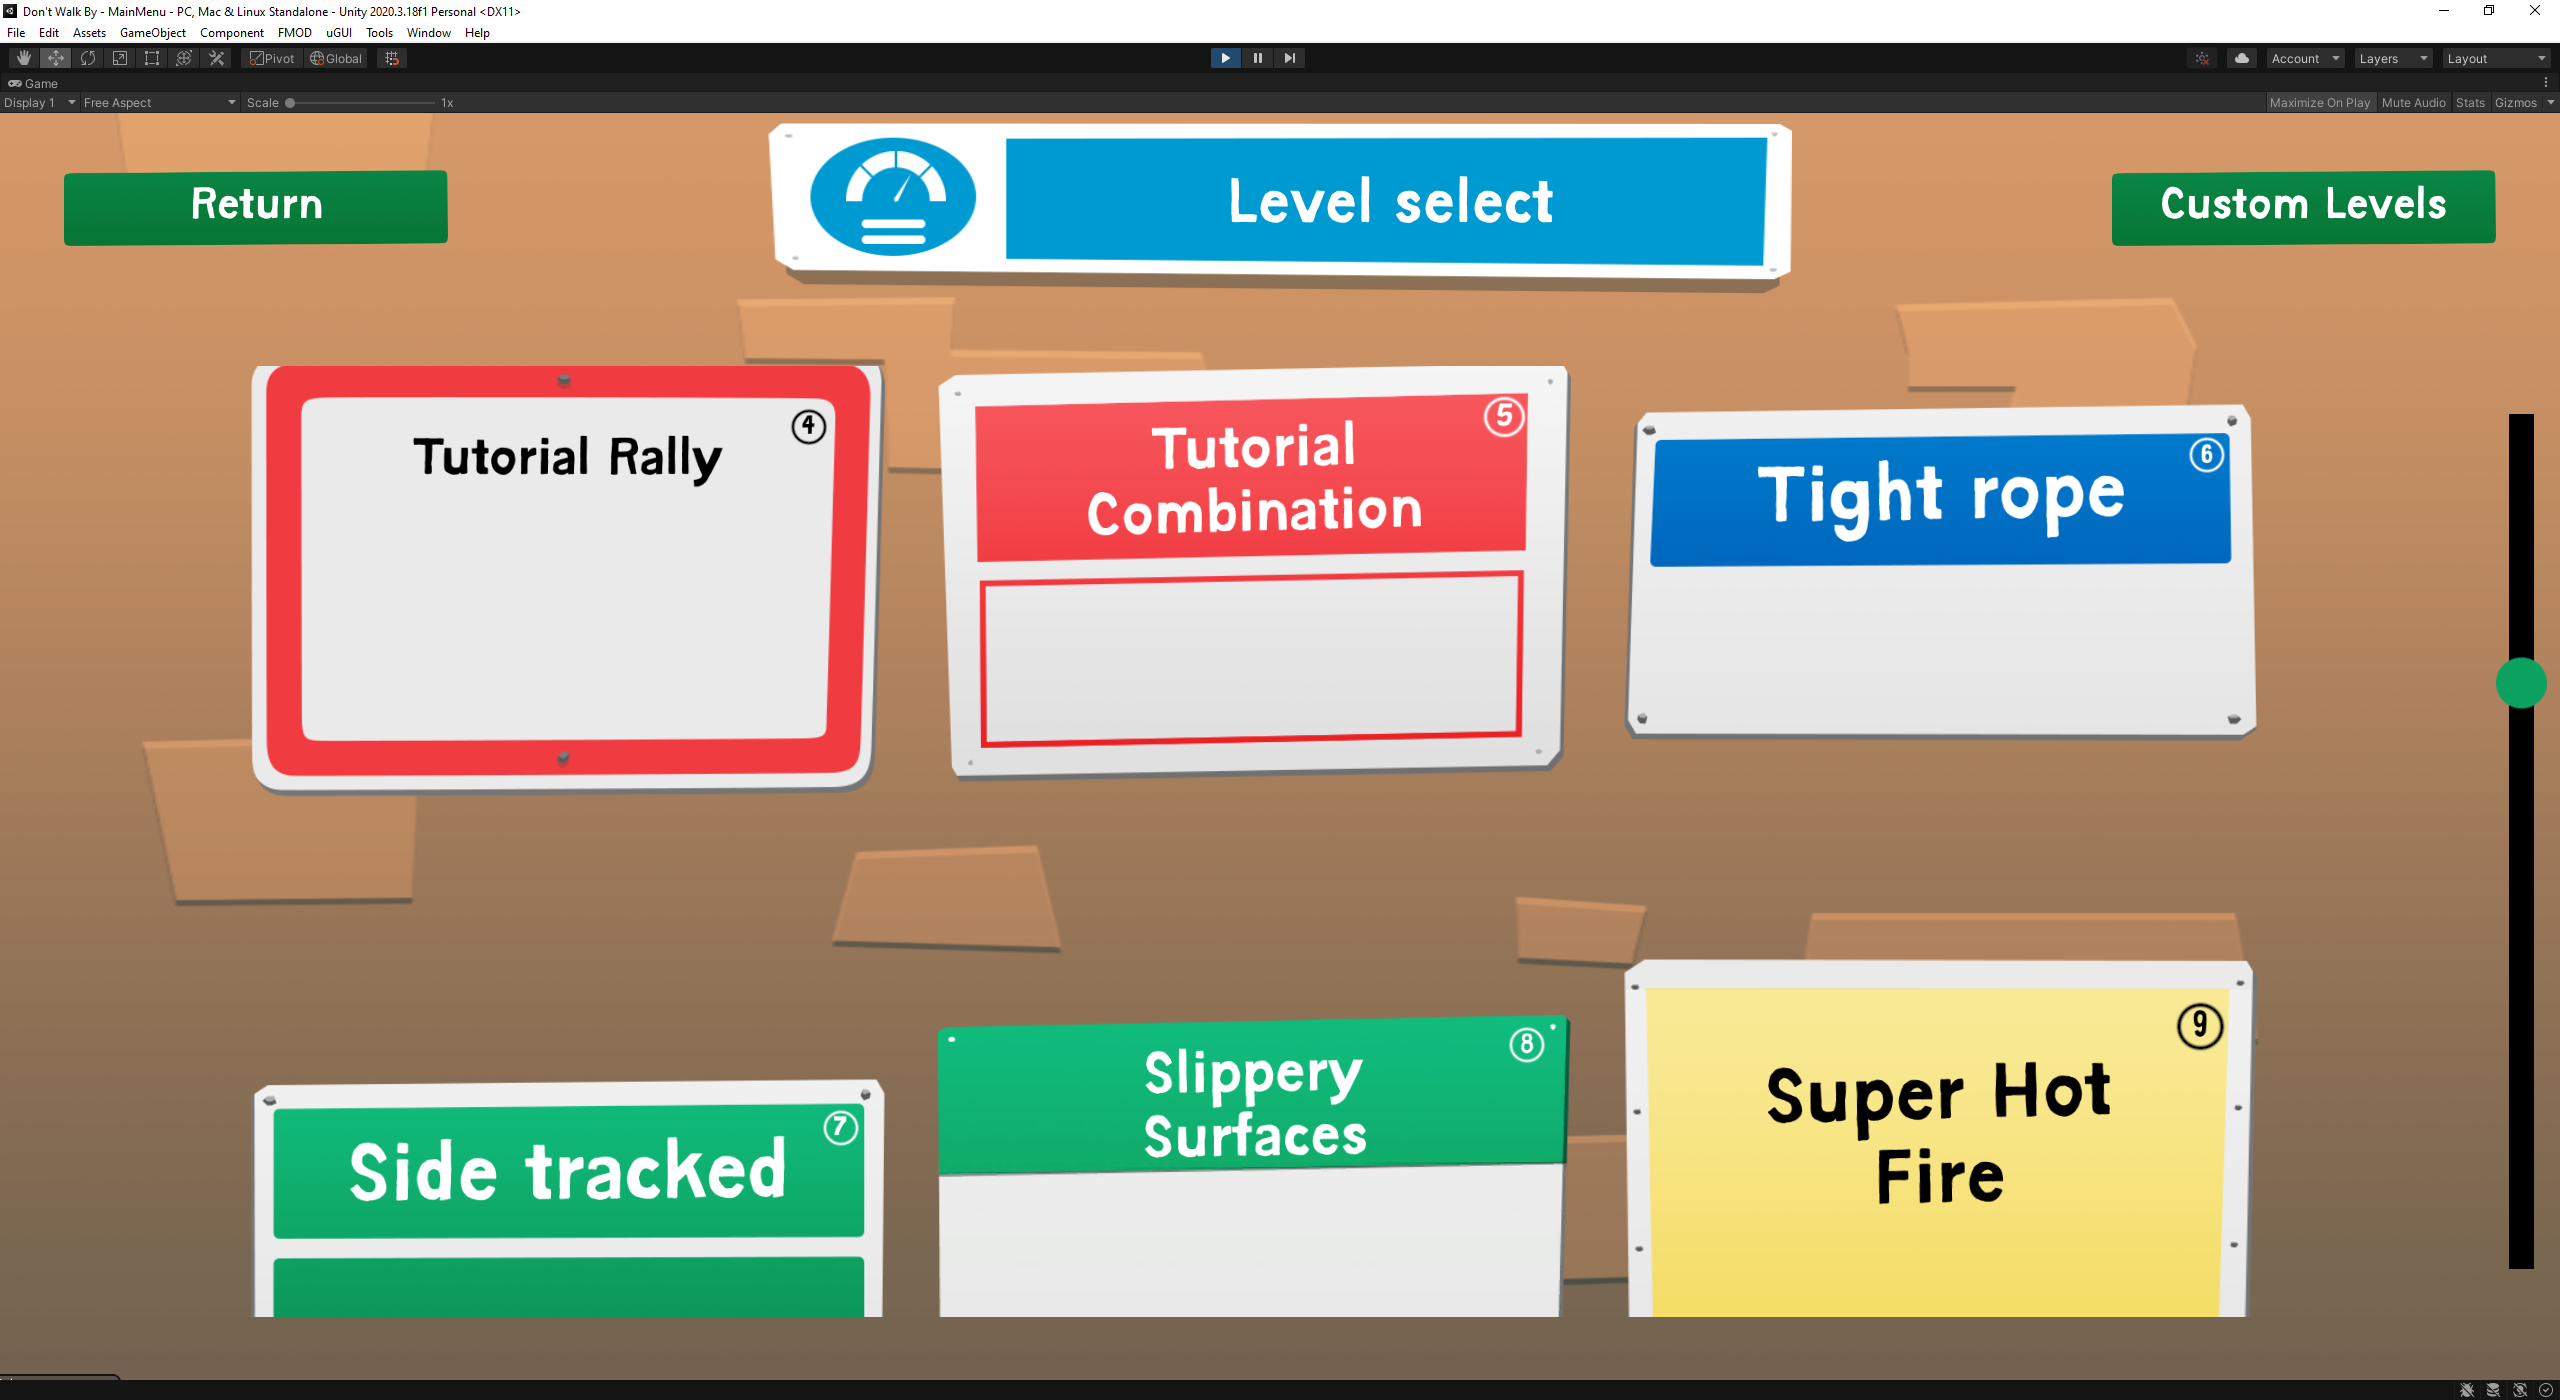 Don't Walk By - MainMenu - PC, Mac & Linux Standalone - Unity 2020.3.18f1 Personal <DX11>
File Edit Assets GameObject Component FMOD uGUI Tools Window Help
Pivot Global Account Layers Layout
Game
Display 1 Free Aspect Scale 1x Maximize On Play Mute Audio Stats Gizmos
Return
Level select
Custom Levels
4
Tutorial Rally
5
Tutorial
Combination
6
Tight rope
7
Side tracked
8
Slippery
Surfaces
9
Super Hot
Fire